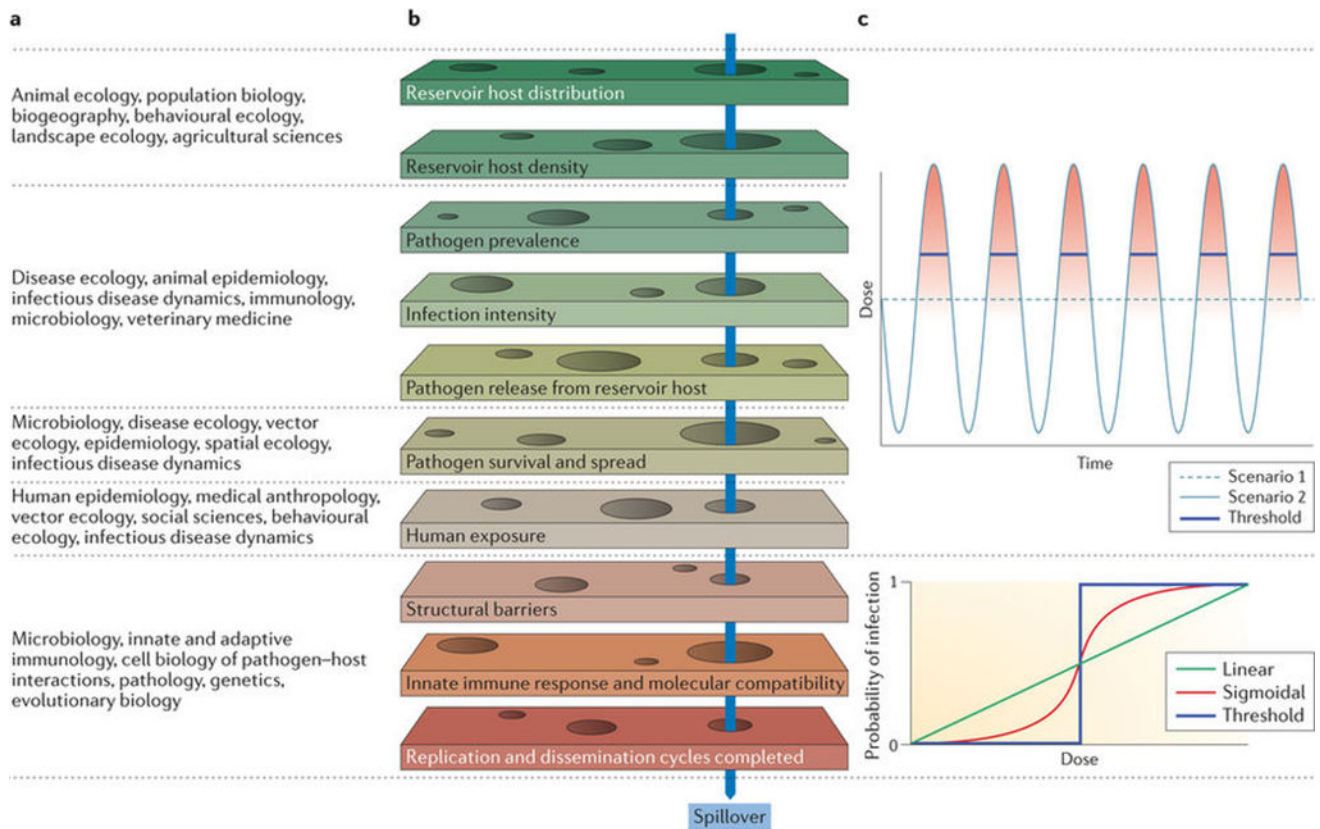 a
Animal ecology, population biology,
biogeography, behavioural ecology,
landscape ecology, agricultural sciences
Disease ecology, animal epidemiology,
infectious disease dynamics, immunology,
microbiology, veterinary medicine
Microbiology, disease ecology, vector
ecology, epidemiology, spatial ecology,
infectious disease dynamics
Human epidemiology, medical anthropology,
vector ecology, social sciences, behavioural
ecology, infectious disease dynamics
Microbiology, innate and adaptive
immunology, cell biology of pathogen–host
interactions, pathology, genetics,
evolutionary biology
b
Reservoir host distribution
Reservoir host density
Pathogen prevalence
Infection intensity
Pathogen release from reservoir host
Pathogen survival and spread
Human exposure
Structural barriers
Innate immune response and molecular compatibility
Replication and dissemination cycles completed
Spillover
c
Dose
Time
Scenario 1
Scenario 2
Threshold
Probability of infection
1
0
Dose
Linear
Sigmoidal
Threshold